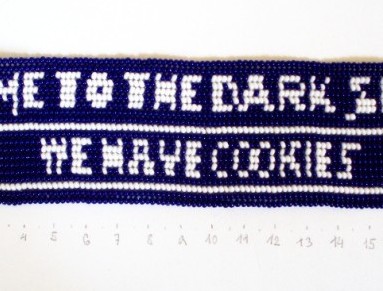 ME TO THE DARK S
WE HAVE COOKIES
4 5 6 7 8 9 10 11 12 13 14 15